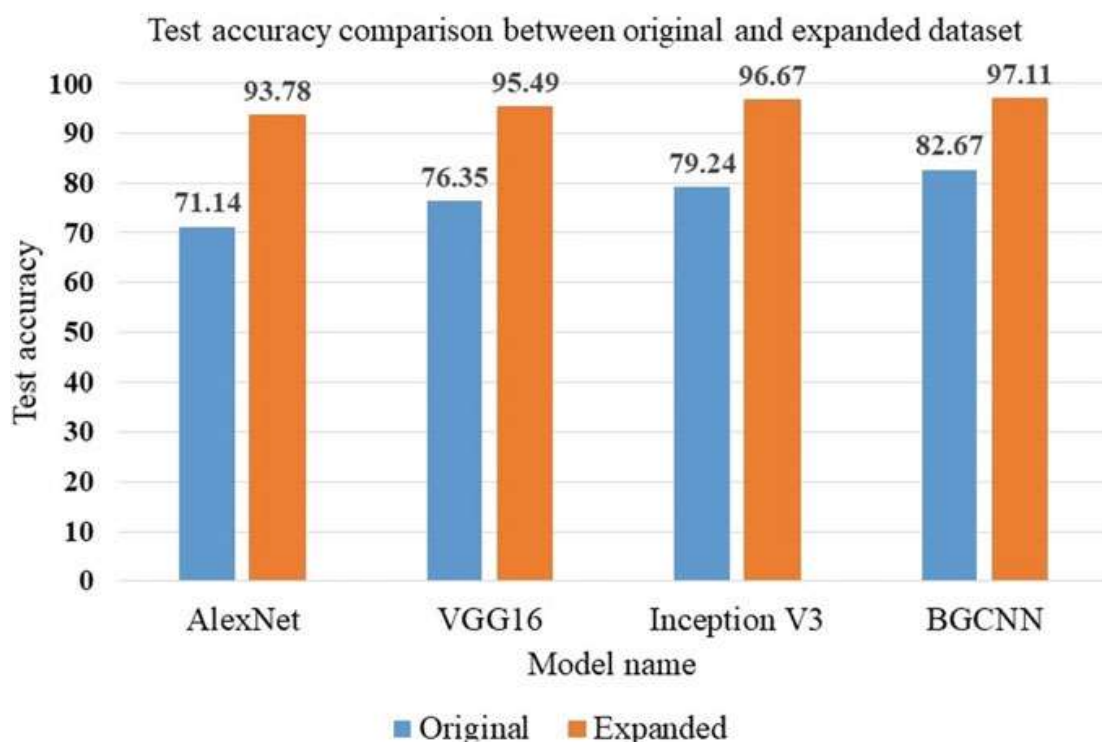 Test accuracy comparison between original and expanded dataset
100
90
80
70
60
50
40
30
20
10
0
Test accuracy
71.14
93.78
76.35
95.49
79.24
96.67
82.67
97.11
AlexNet
VGG16
Inception V3
BGCNN
Model name
Original
Expanded